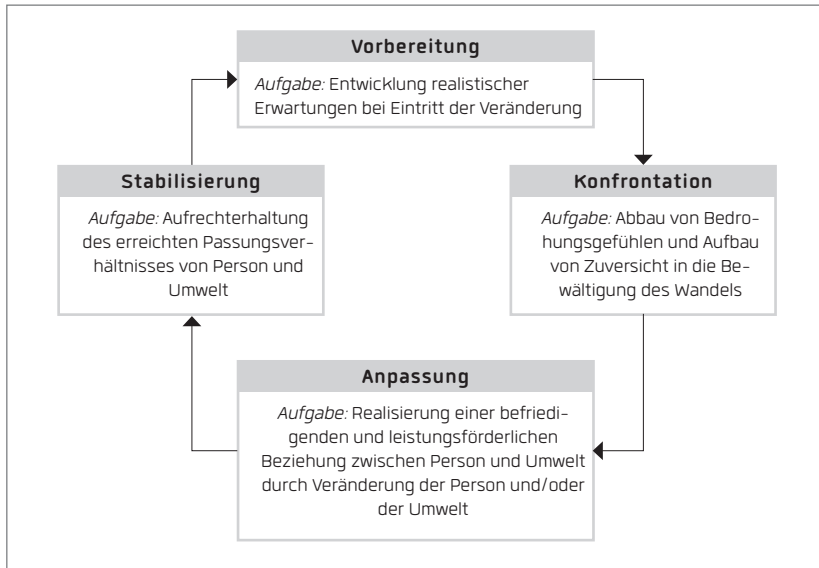 Vorbereitung
Aufgabe: Entwicklung realistischer
Erwartungen bei Eintritt der Veränderung
Stabilisierung
Aufgabe: Aufrechterhaltung
des erreichten Passungsver-
hältnisses von Person und
Umwelt
Konfrontation
Aufgabe: Abbau von Bedro-
hungsgefühlen und Aufbau
von Zuversicht in die Be-
wältigung des Wandels
Anpassung
Aufgabe: Realisierung einer befriedi-
genden und leistungsförderlichen
Beziehung zwischen Person und Umwelt
durch Veränderung der Person und/oder
der Umwelt